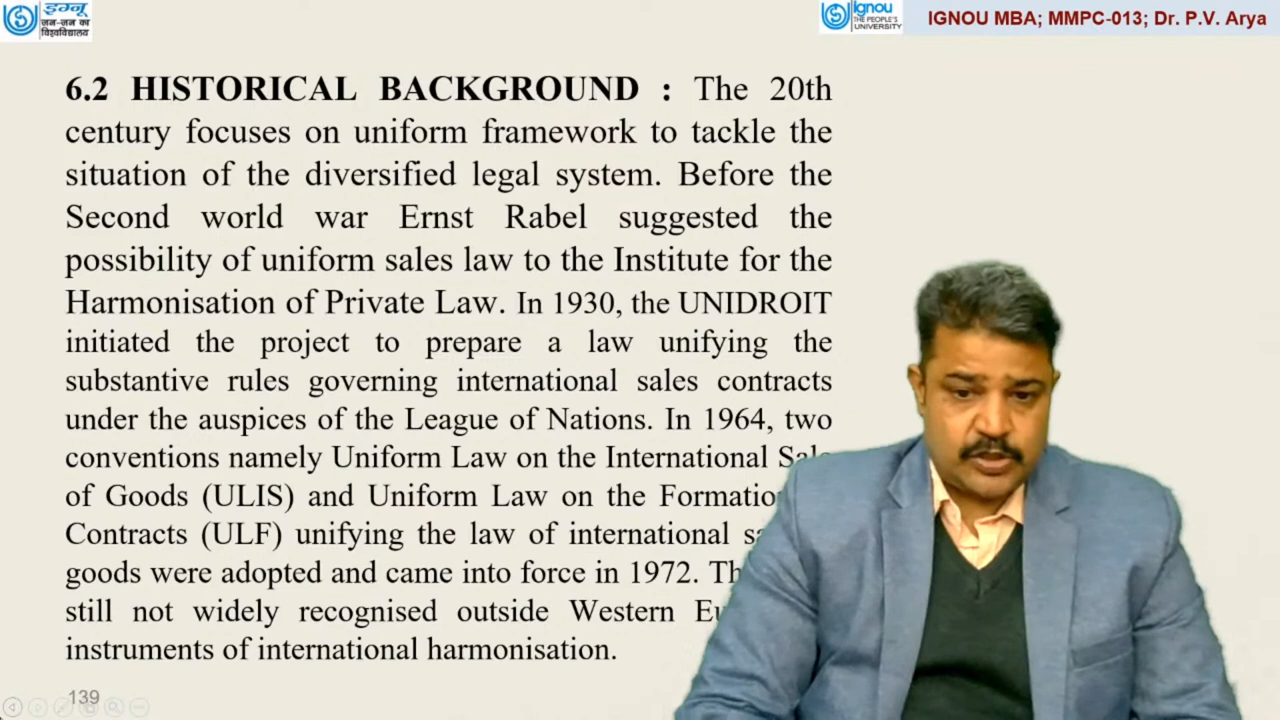 इग्नू
जन-जन का
विश्वविद्यालय
ignou
THE PEOPLE'S
UNIVERSITY
IGNOU MBA; MMPC-013; Dr. P.V. Arya
6.2 HISTORICAL BACKGROUND : The 20th
century focuses on uniform framework to tackle the
situation of the diversified legal system. Before the
Second world war Ernst Rabel suggested the
possibility of uniform sales law to the Institute for the
Harmonisation of Private Law. In 1930, the UNIDROIT
initiated the project to prepare a law unifying the
substantive rules governing international sales contracts
under the auspices of the League of Nations. In 1964, two
conventions namely Uniform Law on the International
of Goods (ULIS) and Uniform Law on the
Contracts (ULF) unifying the law of international
goods were adopted and came into force in 1972.
still not widely recognised outside Western
instruments of international harmonisation.
139